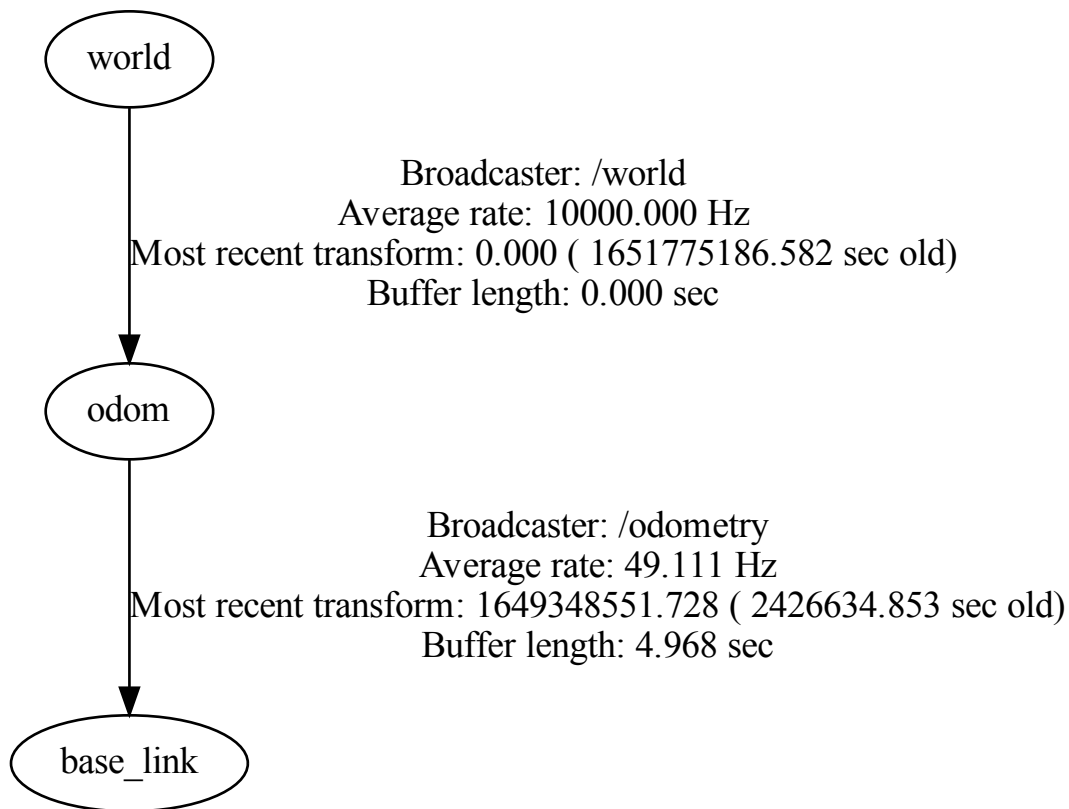 world
Broadcaster: /world
Average rate: 10000.000 Hz
Most recent transform: 0.000 ( 1651775186.582 sec old)
Buffer length: 0.000 sec
odom
Broadcaster: /odometry
Average rate: 49.111 Hz
Most recent transform: 1649348551.728 ( 2426634.853 sec old)
Buffer length: 4.968 sec
base_link